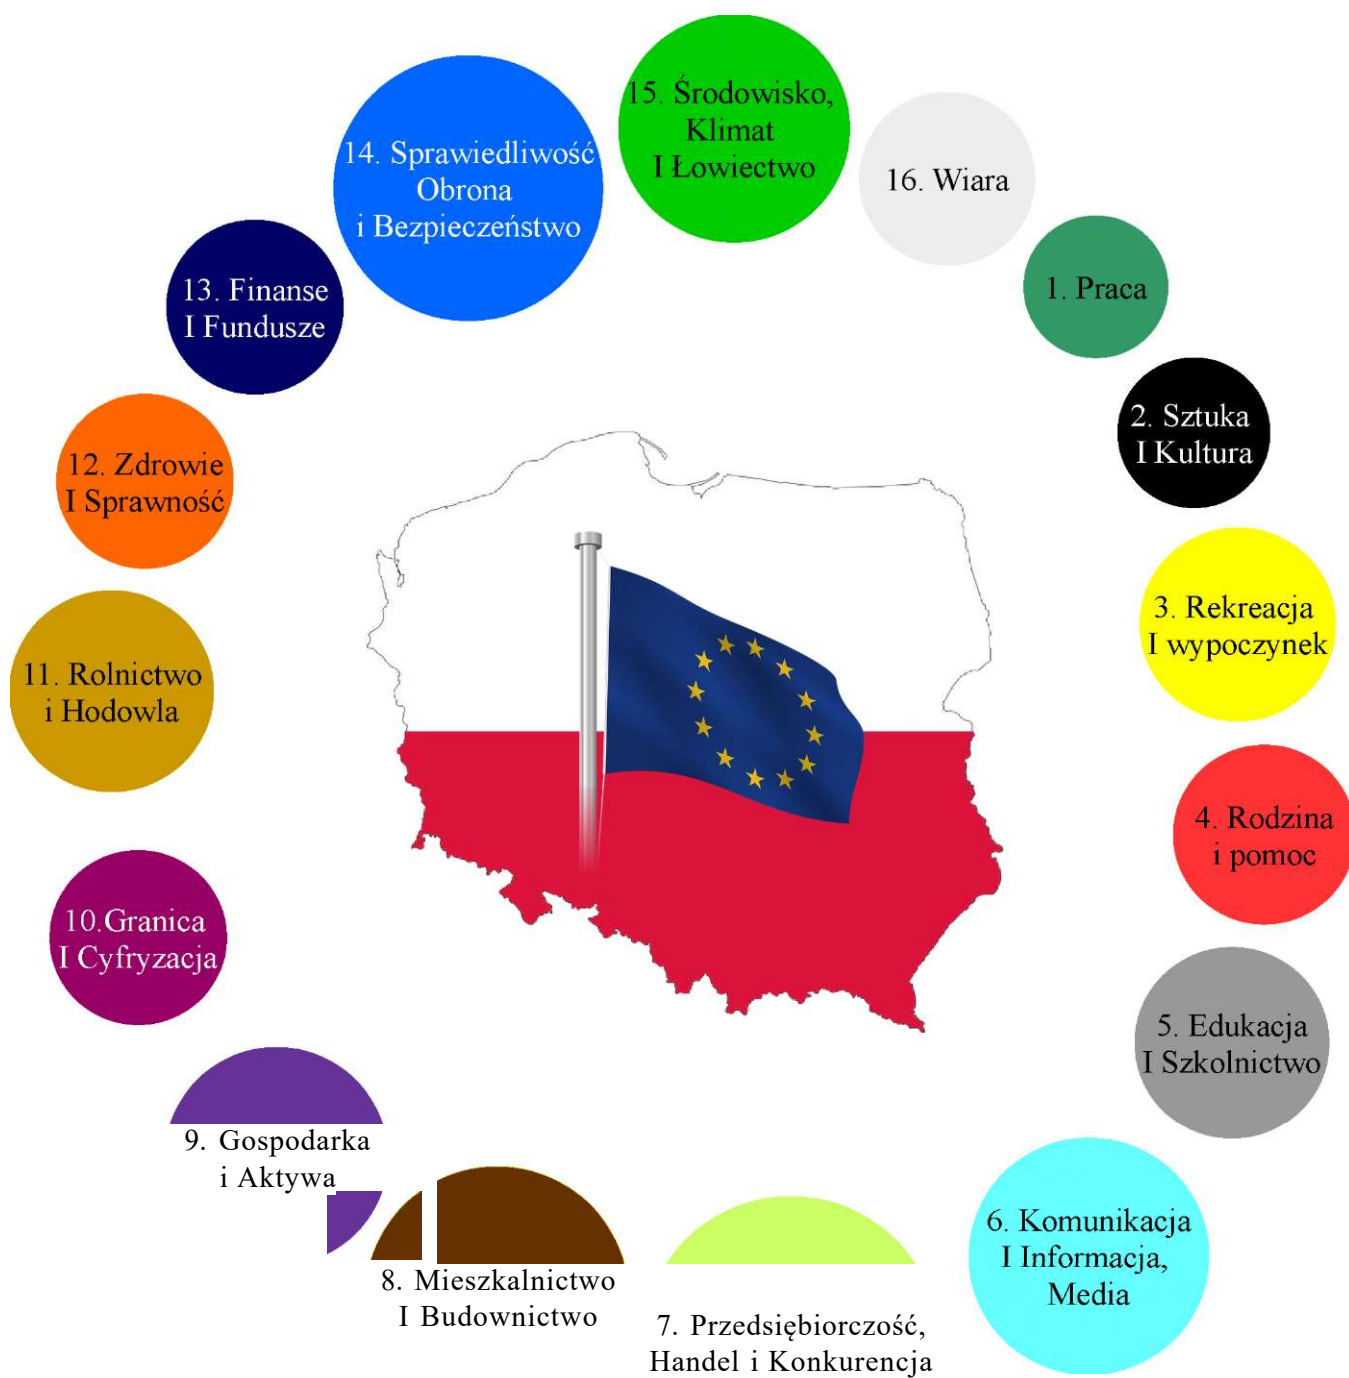 15. Środowisko,
Klimat
I Łowiectwo
14. Sprawiedliwość
Obrona
i Bezpieczeństwo
16. Wiara
13. Finanse
I Fundusze
1. Praca
2. Sztuka
I Kultura
12. Zdrowie
I Sprawność
3. Rekreacja
I wypoczynek
11. Rolnictwo
i Hodowla
4. Rodzina
i pomoc
10.Granica
I Cyfryzacja
5. Edukacja
I Szkolnictwo
9. Gospodarka
i Aktywa
6. Komunikacja
I Informacja,
Media
8. Mieszkalnictwo
I Budownictwo
7. Przedsiębiorczość,
Handel i Konkurencja